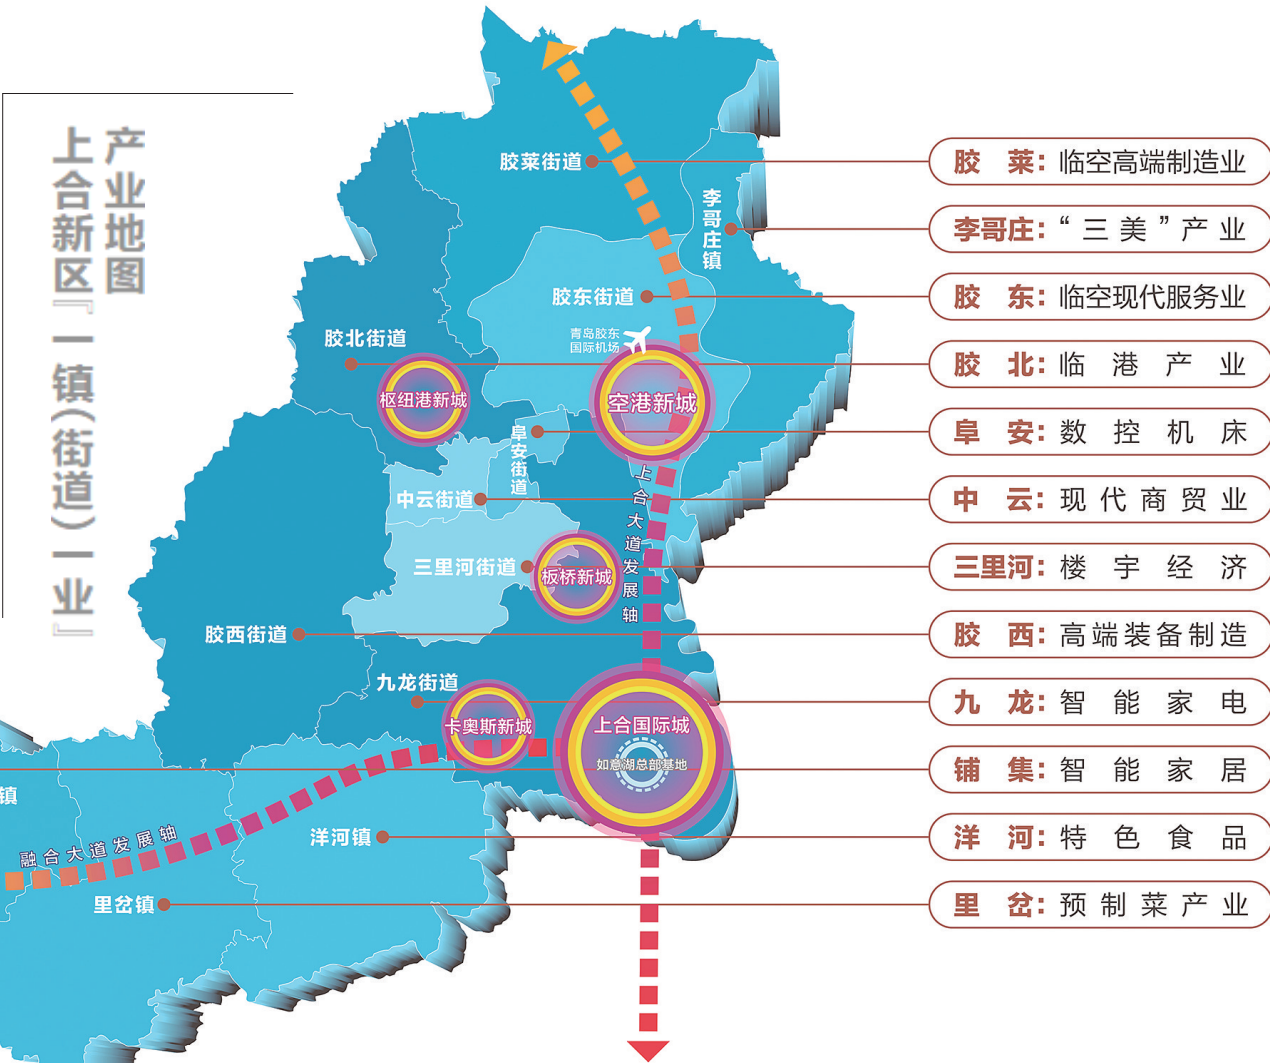 上合新区『一镇(街道)一业』
产业地图
胶莱街道
李哥庄镇
胶东街道
青岛胶东
国际机场
胶北街道
枢纽港新城
空港新城
阜安街道
上合大道发展轴
中云街道
三里河街道
板桥新城
胶西街道
九龙街道
卡奥斯新城
上合国际城
如意湖总部基地
镇
融合大道发展轴
洋河镇
里岔镇
胶莱：临空高端制造业
李哥庄：“三美”产业
胶东：临空现代服务业
胶北：临港产业
阜安：数控机床
中云：现代商贸业
三里河：楼宇经济
胶西：高端装备制造
九龙：智能家电
铺集：智能家居
洋河：特色食品
里岔：预制菜产业